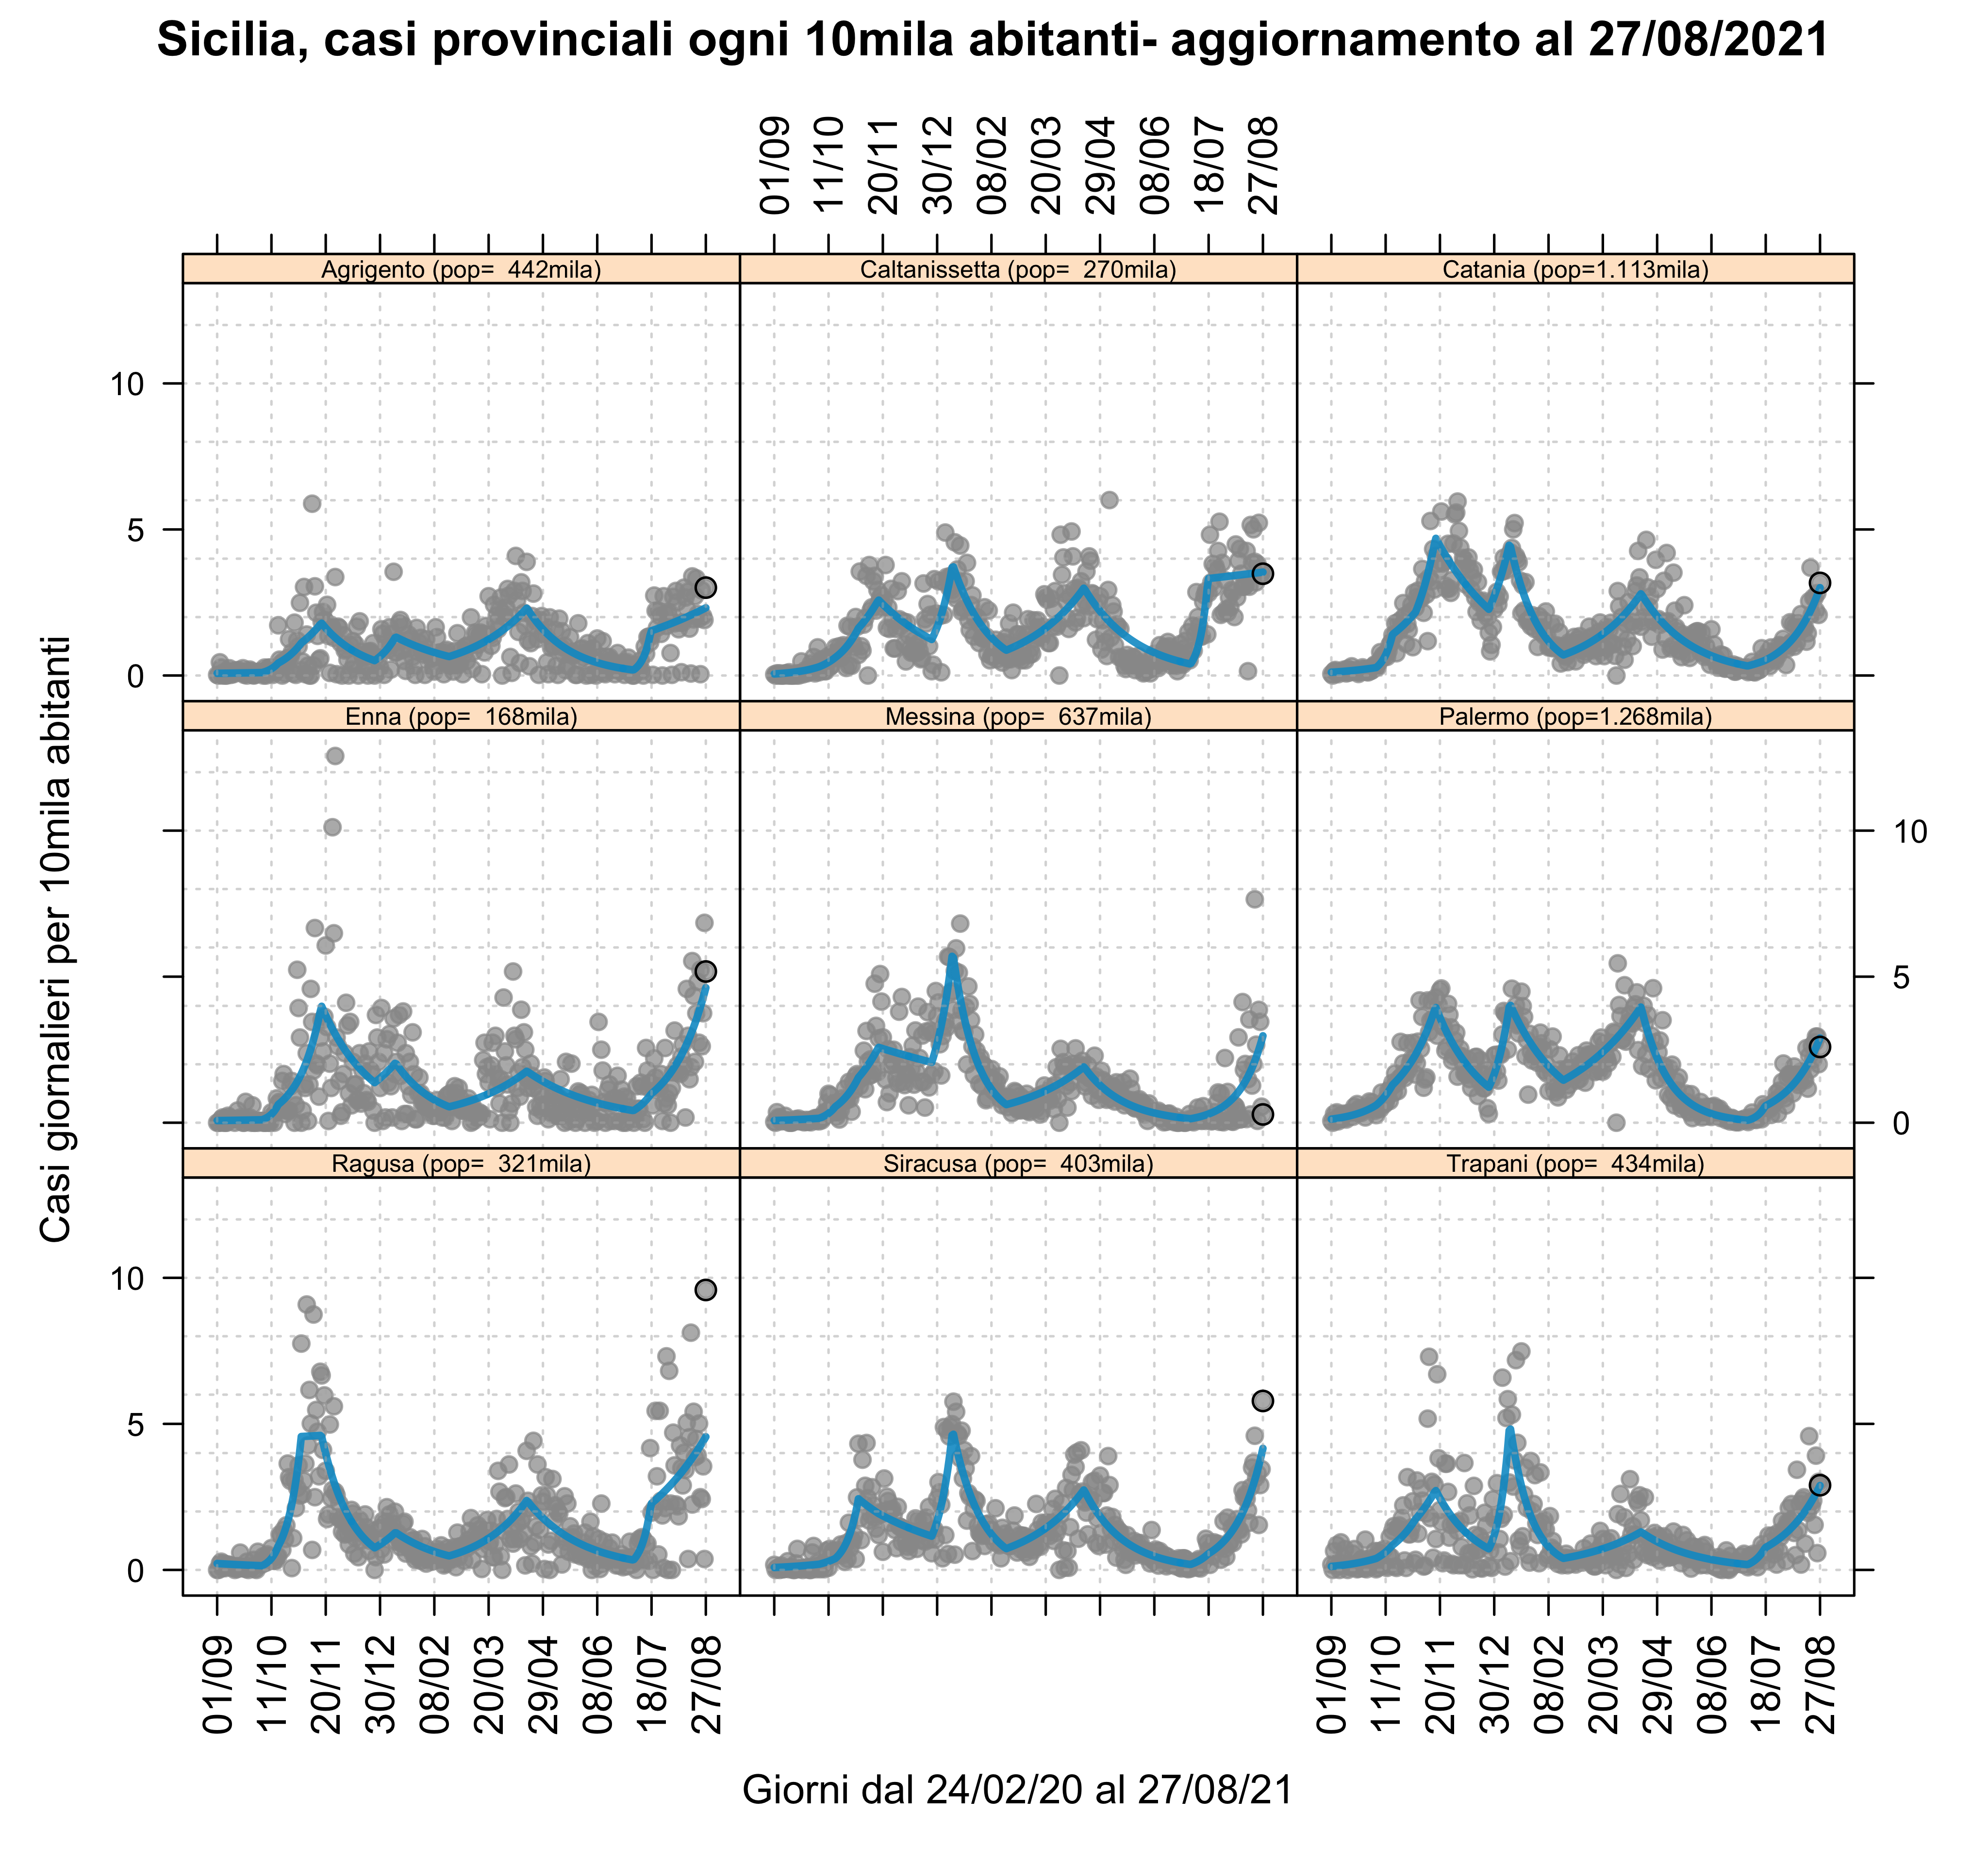 Sicilia, casi provinciali ogni 10mila abitanti- aggiornamento al 27/08/2021
01/09 11/10 20/11 30/12 08/02 20/03 29/04 08/06 18/07 27/08
Agrigento (pop=  442mila)
Caltanissetta (pop=  270mila)
Catania (pop=1.113mila)
10
5
0
Enna (pop=  168mila)
Messina (pop=  637mila)
Palermo (pop=1.268mila)
10
5
0
Casi giornalieri per 10mila abitanti
Ragusa (pop=  321mila)
Siracusa (pop=  403mila)
Trapani (pop=  434mila)
10
5
0
01/09 11/10 20/11 30/12 08/02 20/03 29/04 08/06 18/07 27/08
01/09 11/10 20/11 30/12 08/02 20/03 29/04 08/06 18/07 27/08
Giorni dal 24/02/20 al 27/08/21